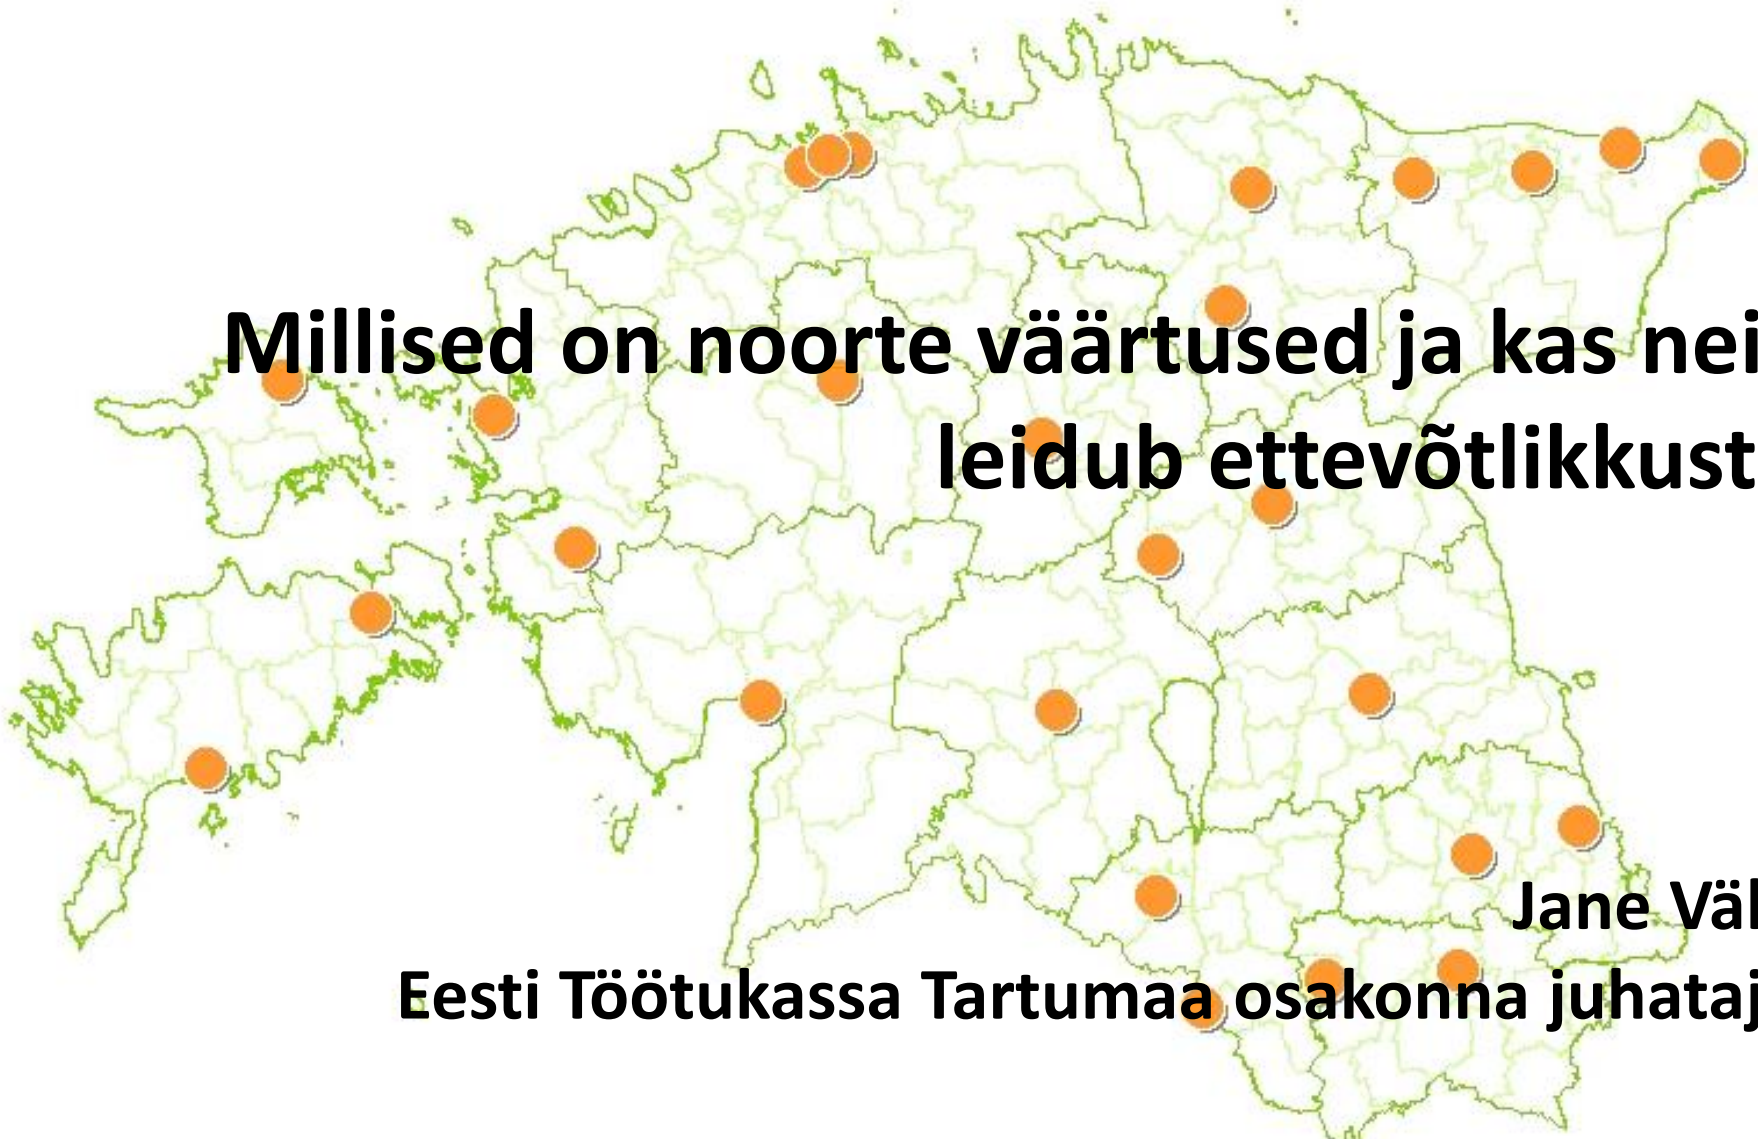 Millised on noorte väärtused ja kas nei
leidub ettevõtlikkust
Jane Väl
Eesti Töötukassa Tartumaa osakonna juhataj